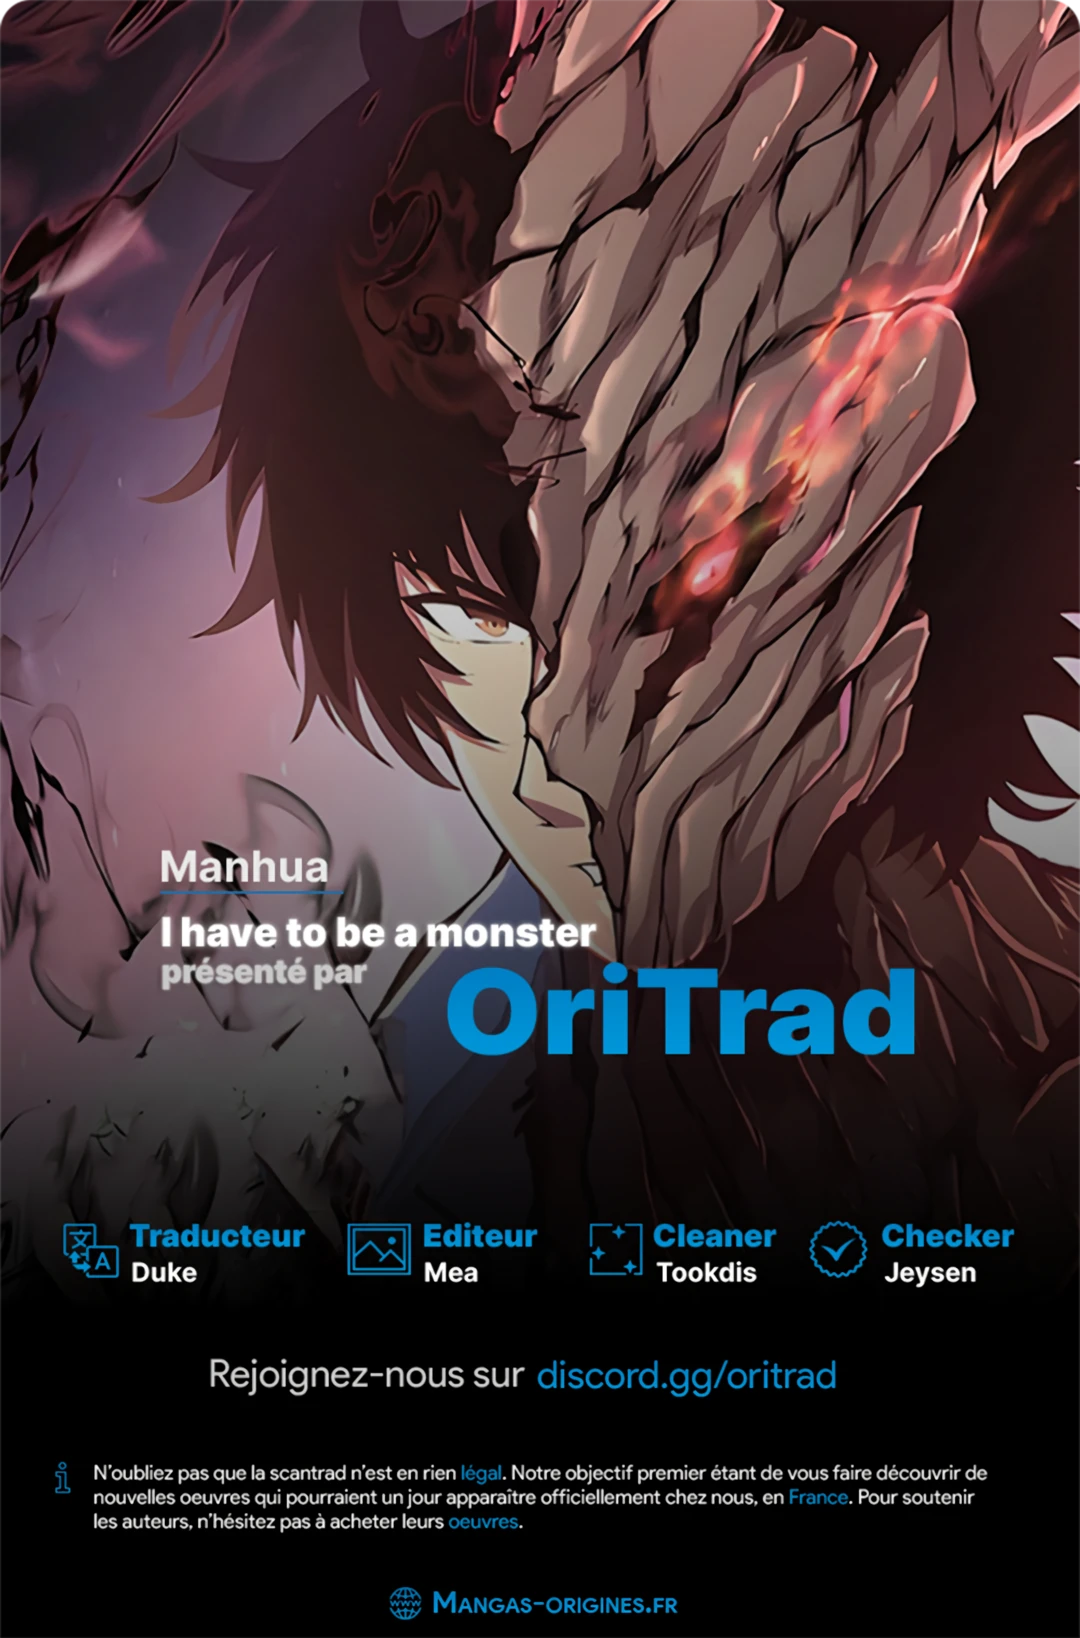 Manhua
I have to be a monster
présenté par
OriTrad
Traducteur
Duke
Editeur
Mea
Cleaner
Tookdis
Checker
Jeysen
Rejoignez-nous sur discord.gg/oritrad
N'oubliez pas que la scantrad n'est en rien légal. Notre objectif premier étant de vous faire découvrir de
nouvelles oeuvres qui pourraient un jour apparaître officiellement chez nous, en France. Pour soutenir
les auteurs, n'hésitez pas à acheter leurs oeuvres.
MANGAS-ORIGINES.FR